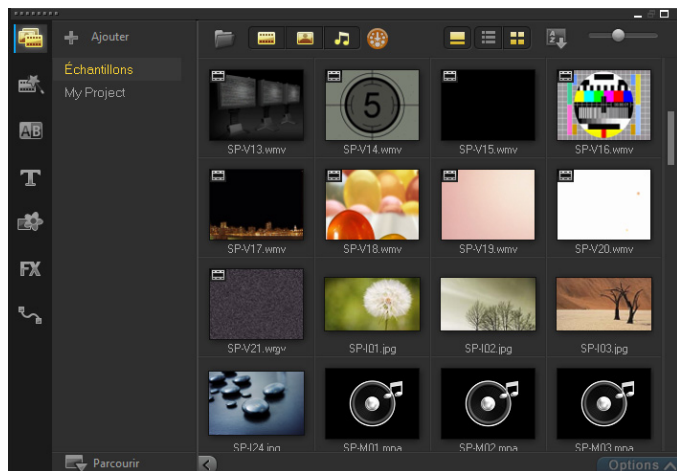 Ajouter
Échantillons
My Project
AB
T
FX
SP-V13.wmv
5
SP-V14.wmv
SP-V15.wmv
SP-V16.wmv
SP-V17.wmv
SP-V18.wmv
SP-V19.wmv
SP-V20.wmv
SP-V21.wmv
SP-I01.jpg
SP-I02.jpg
SP-I03.jpg
SP-I24.jpg
SP-M01.mpa
SP-M02.mpa
SP-M03.mpa
Parcourir
Options